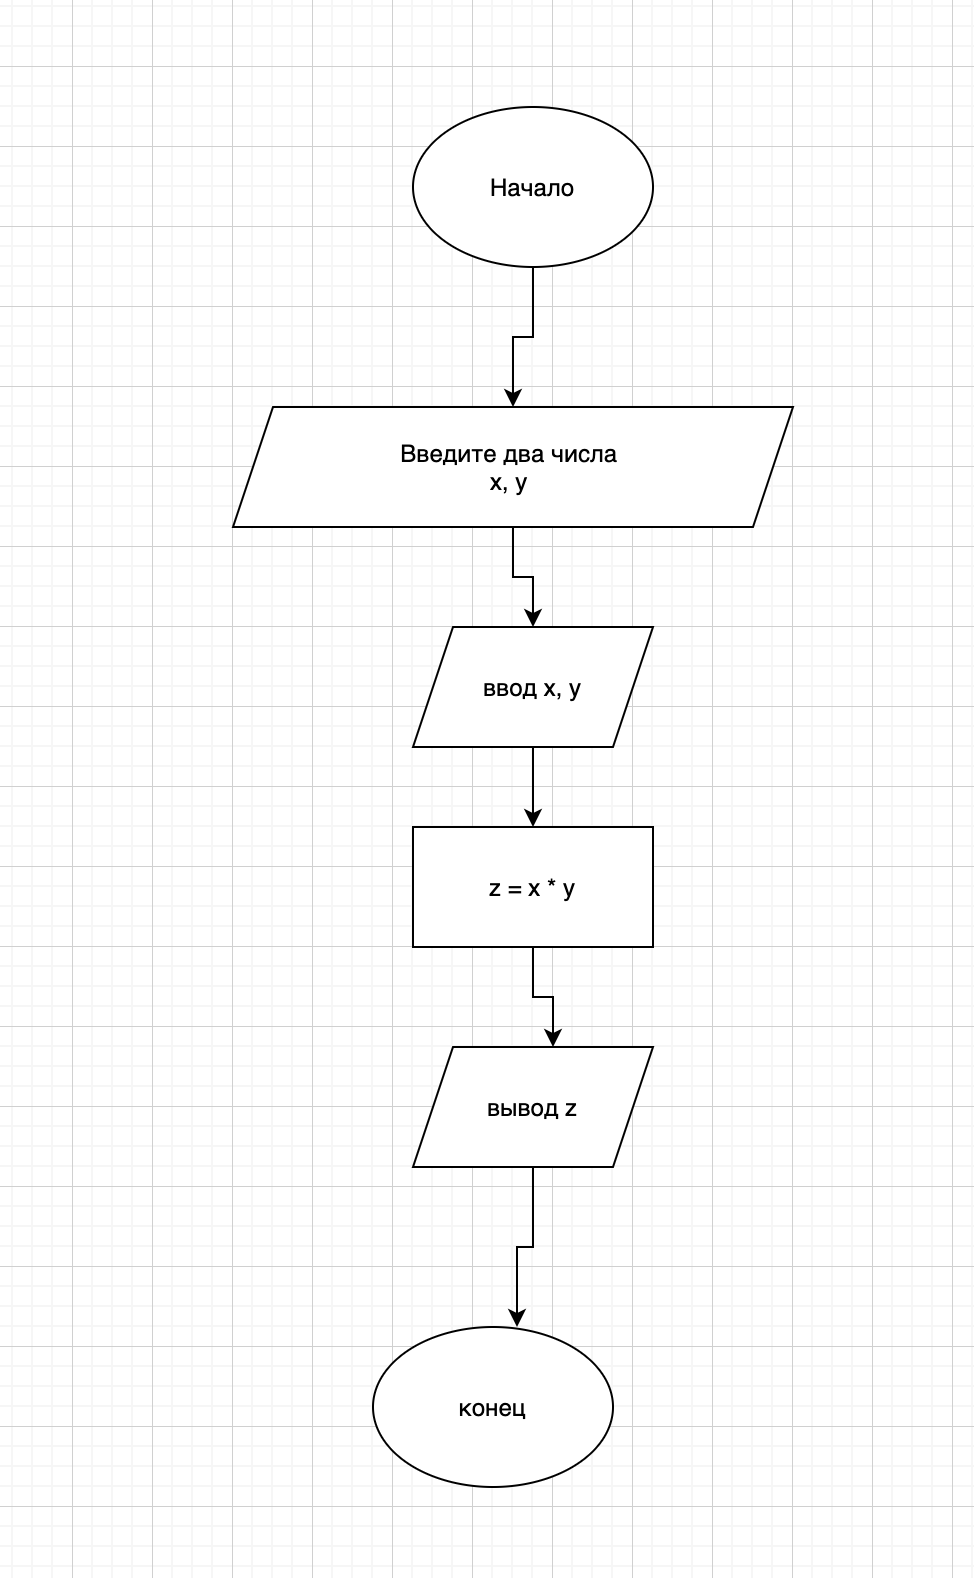 Начало
Введите два числа
x, y
ввод x, y
z = x * y
вывод z
конец